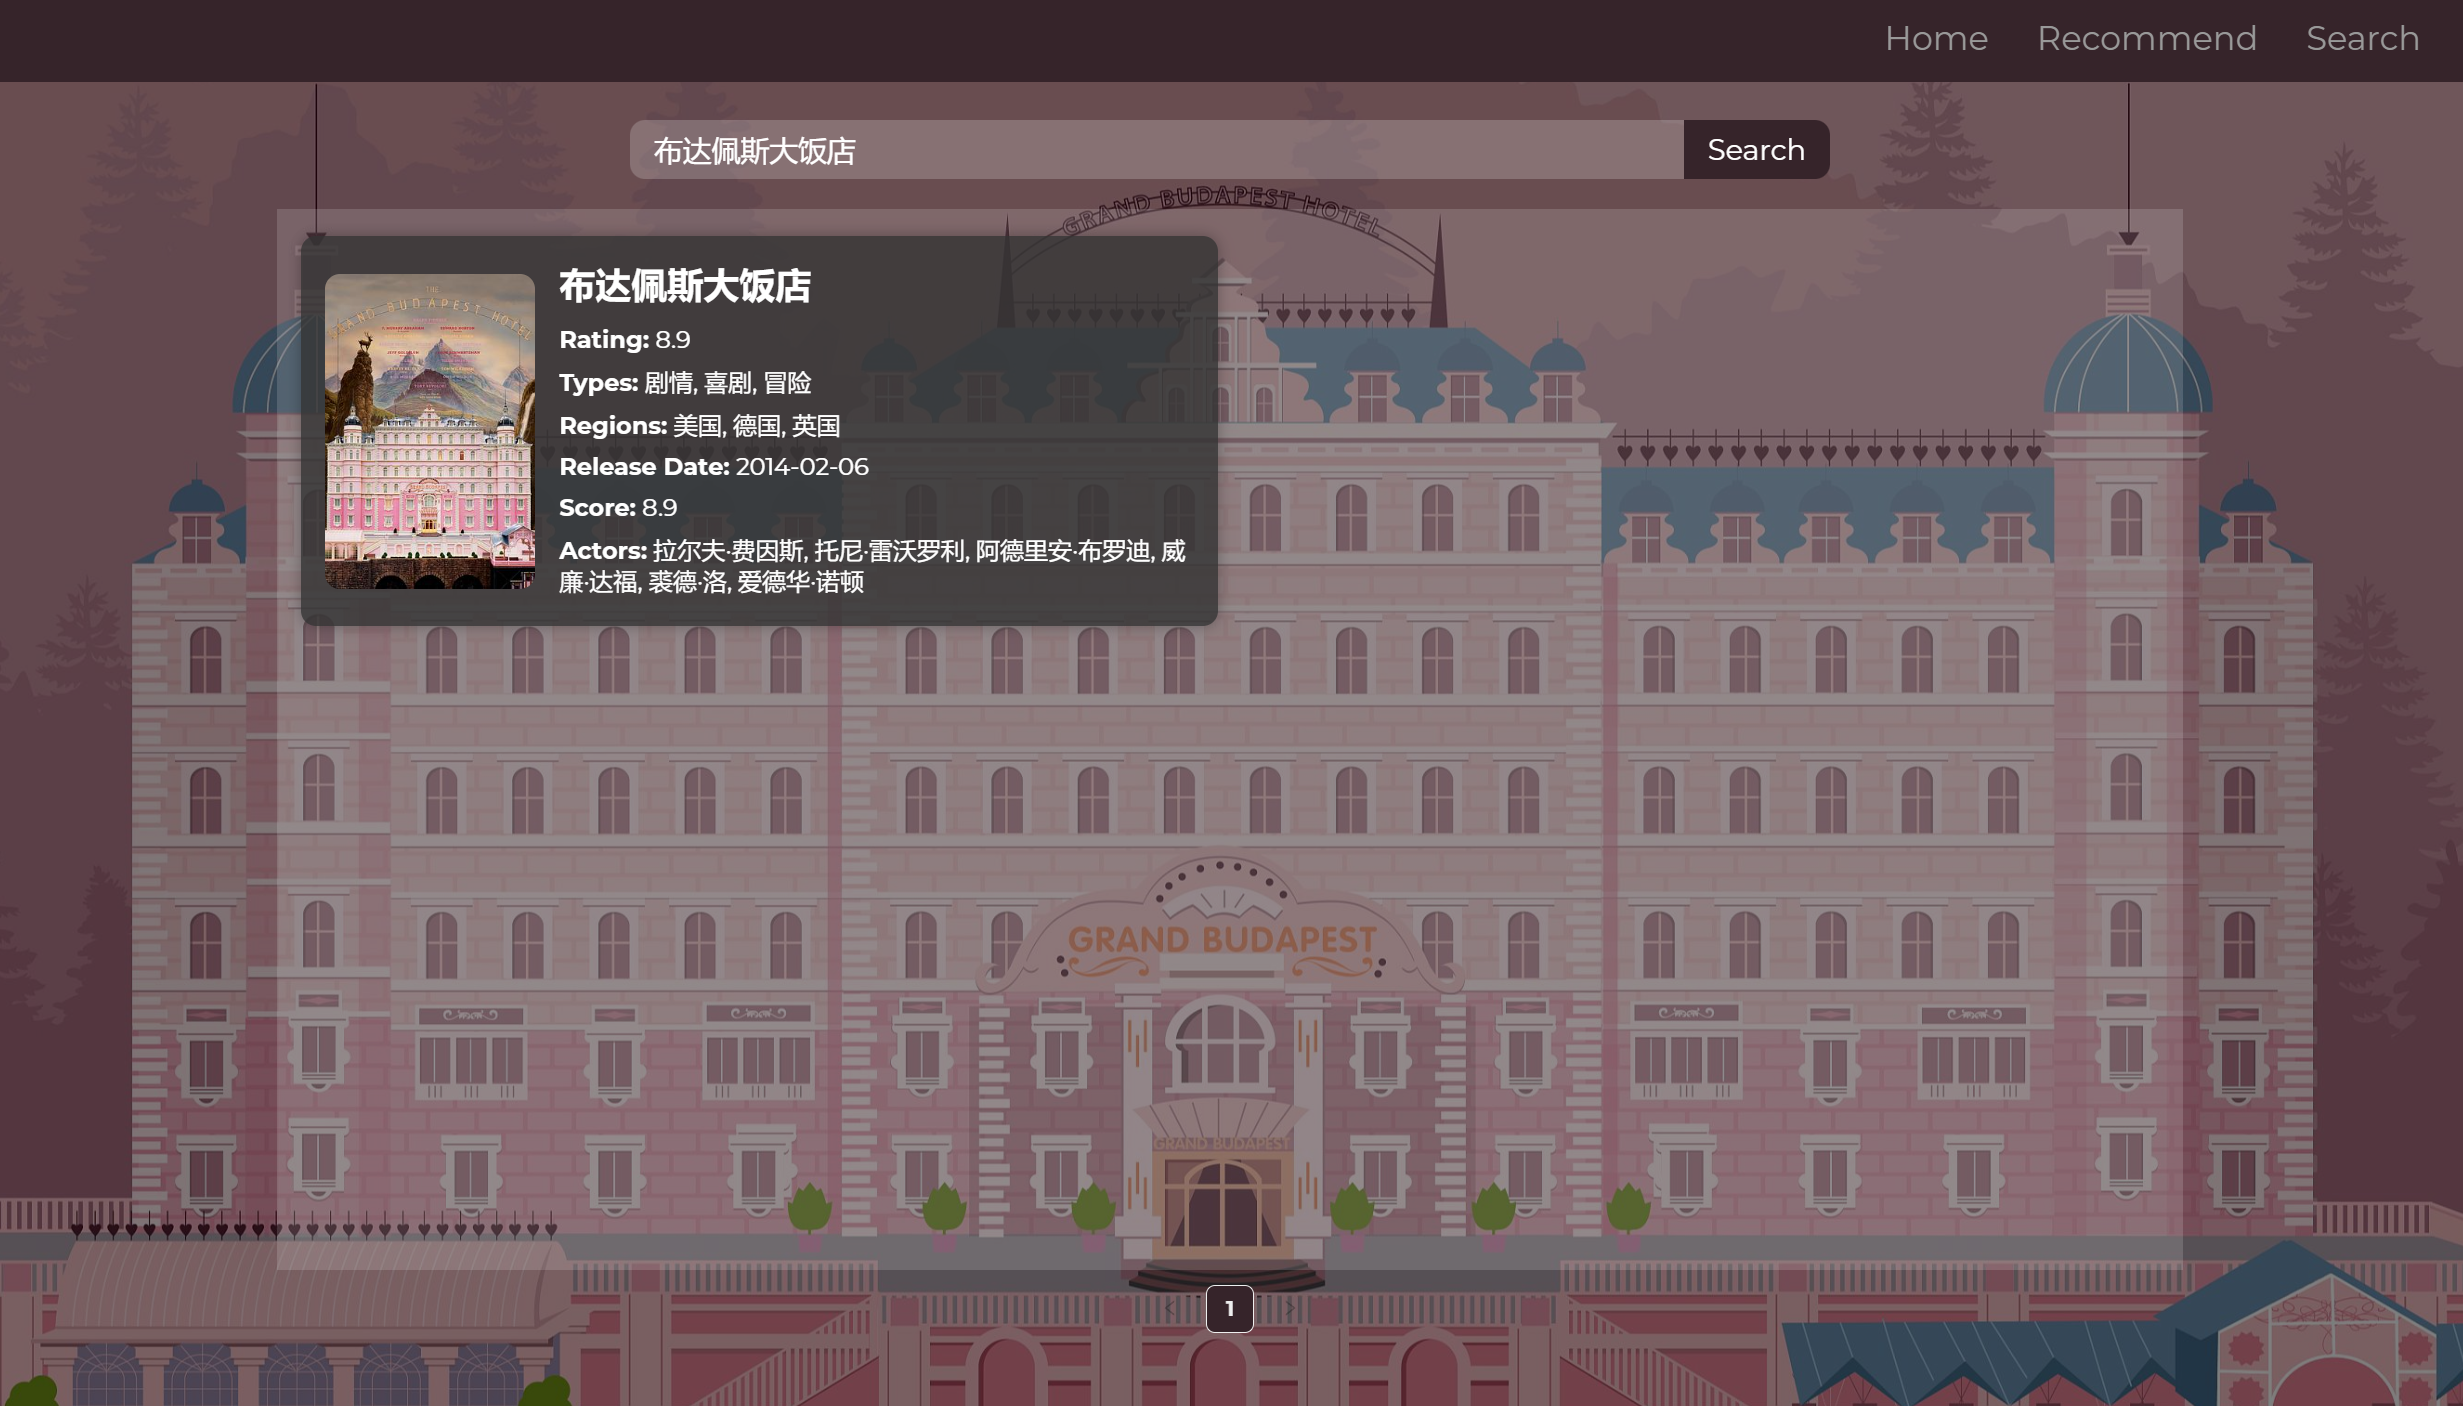 Home Recommend Search
布达佩斯大饭店 Search
GRAND BUDAPEST HOTEL
布达佩斯大饭店
Rating: 8.9
Types: 剧情, 喜剧, 冒险
Regions: 美国, 德国, 英国
Release Date: 2014-02-06
Score: 8.9
Actors: 拉尔夫·费因斯, 托尼·雷沃罗利, 阿德里安·布罗迪, 威
廉·达福, 裘德·洛, 爱德华·诺顿
THE
GRAND BUDAPEST HOTEL
GRAND BUDAPEST
GRAND BUDAPEST
1